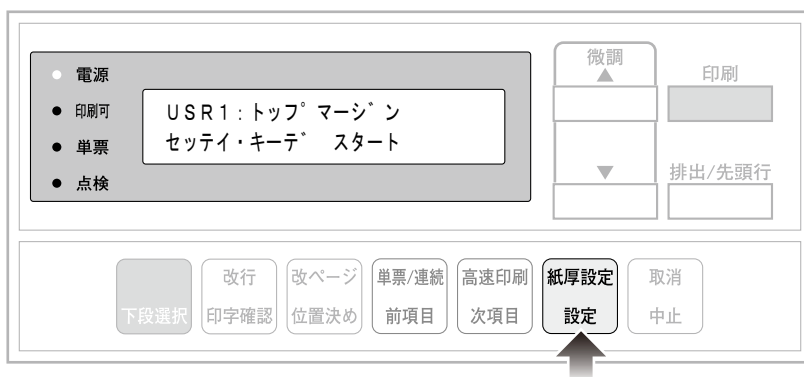 電源
印刷可
単票
点検
ＵＳＲ１：トップ マージン
セッテイ・キーデ スタート
微調
▲
▼
印刷
排出/先頭行
下段選択
改行
印字確認
改ページ
位置決め
単票/連続
前項目
高速印刷
次項目
紙厚設定
設定
取消
中止